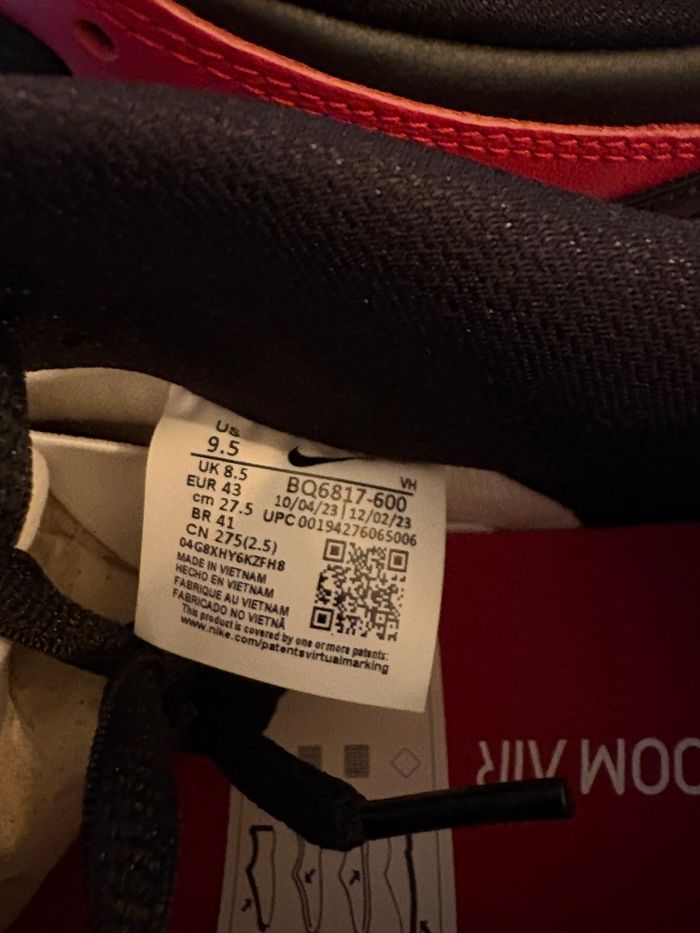 US
9.5
UK 8.5
EUR 43
cm 27.5
BR 41
CN 275(2.5)
04G8XHY6KZFH8
VH
BQ6817-600
10/04/23 | 12/02/23
UPC 00194276065006
MADE IN VIETNAM
HECHO EN VIETNAM
FABRIQUE AU VIETNAM
FABRICADO NO VIETNÃ
This product is covered by one or more patents:
www.nike.com/patentsvirtualmarking
OOM AIR